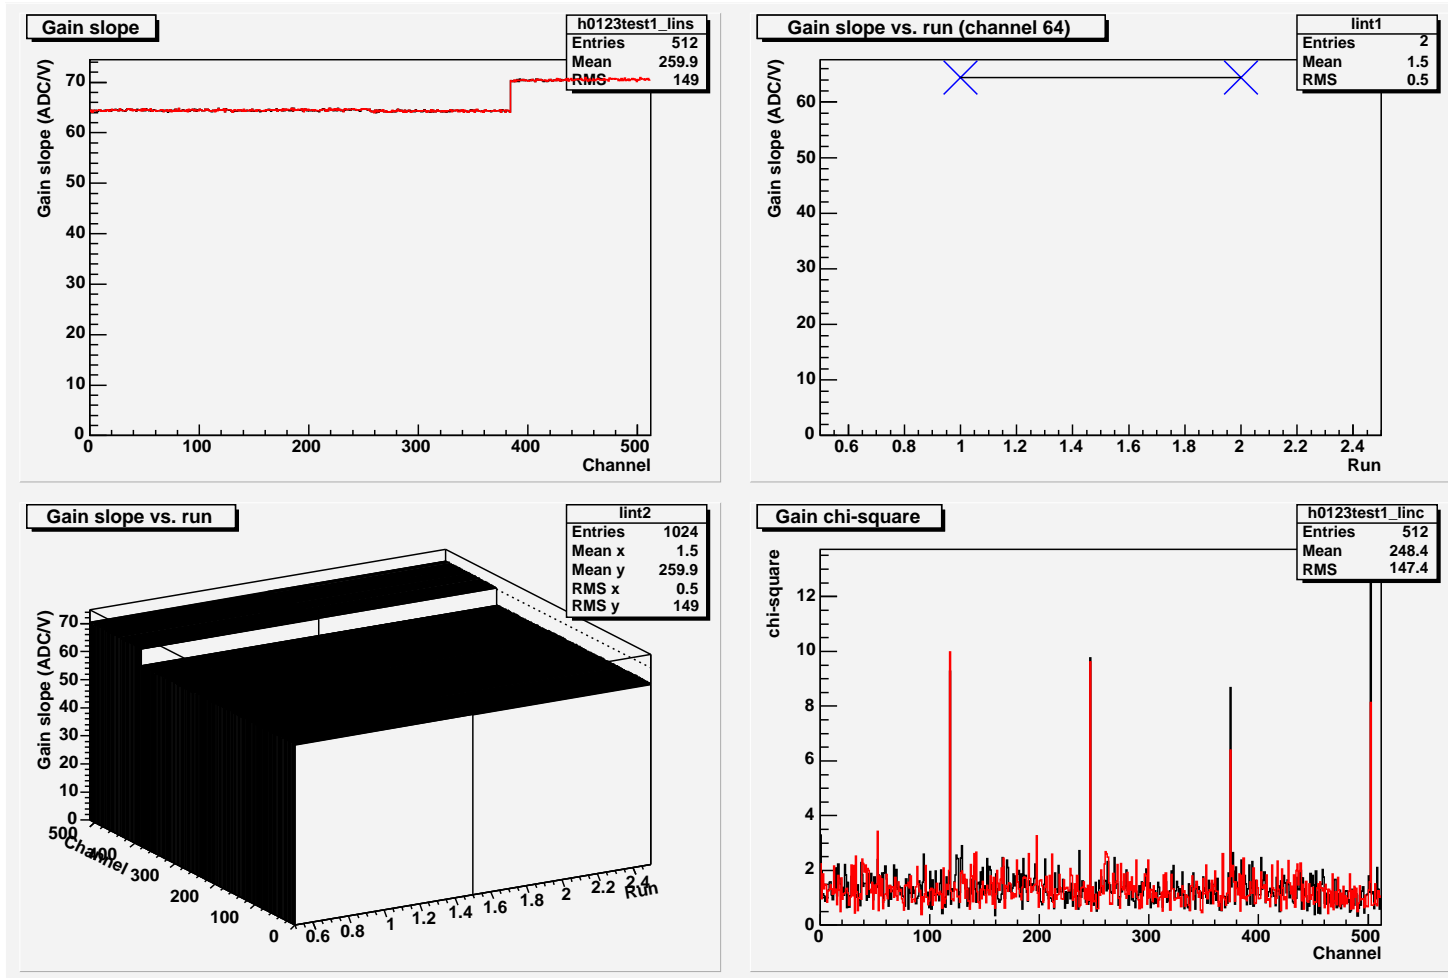 Gain slope
h0123test1_lins
Entries 512
Mean 259.9
RMS 149
Gain slope (ADC/V)
70
60
50
40
30
20
10
0
0 100 200 300 400 500
Channel
Gain slope vs. run (channel 64)
lint1
Entries 2
Mean 1.5
RMS 0.5
Gain slope (ADC/V)
60
50
40
30
20
10
0
0.6 0.8 1 1.2 1.4 1.6 1.8 2 2.2 2.4
Run
Gain slope vs. run
lint2
Entries 1024
Mean x 1.5
Mean y 259.9
RMS x 0.5
RMS y 149
Gain slope (ADC/V)
70
60
50
40
30
20
10
0
500 400 300 200 100 0
Channel
0.6 0.8 1 1.2 1.4 1.6 1.8 2 2.2 2.4
Run
Gain chi-square
h0123test1_linc
Entries 512
Mean 248.4
RMS 147.4
chi-square
12
10
8
6
4
2
0
0 100 200 300 400 500
Channel